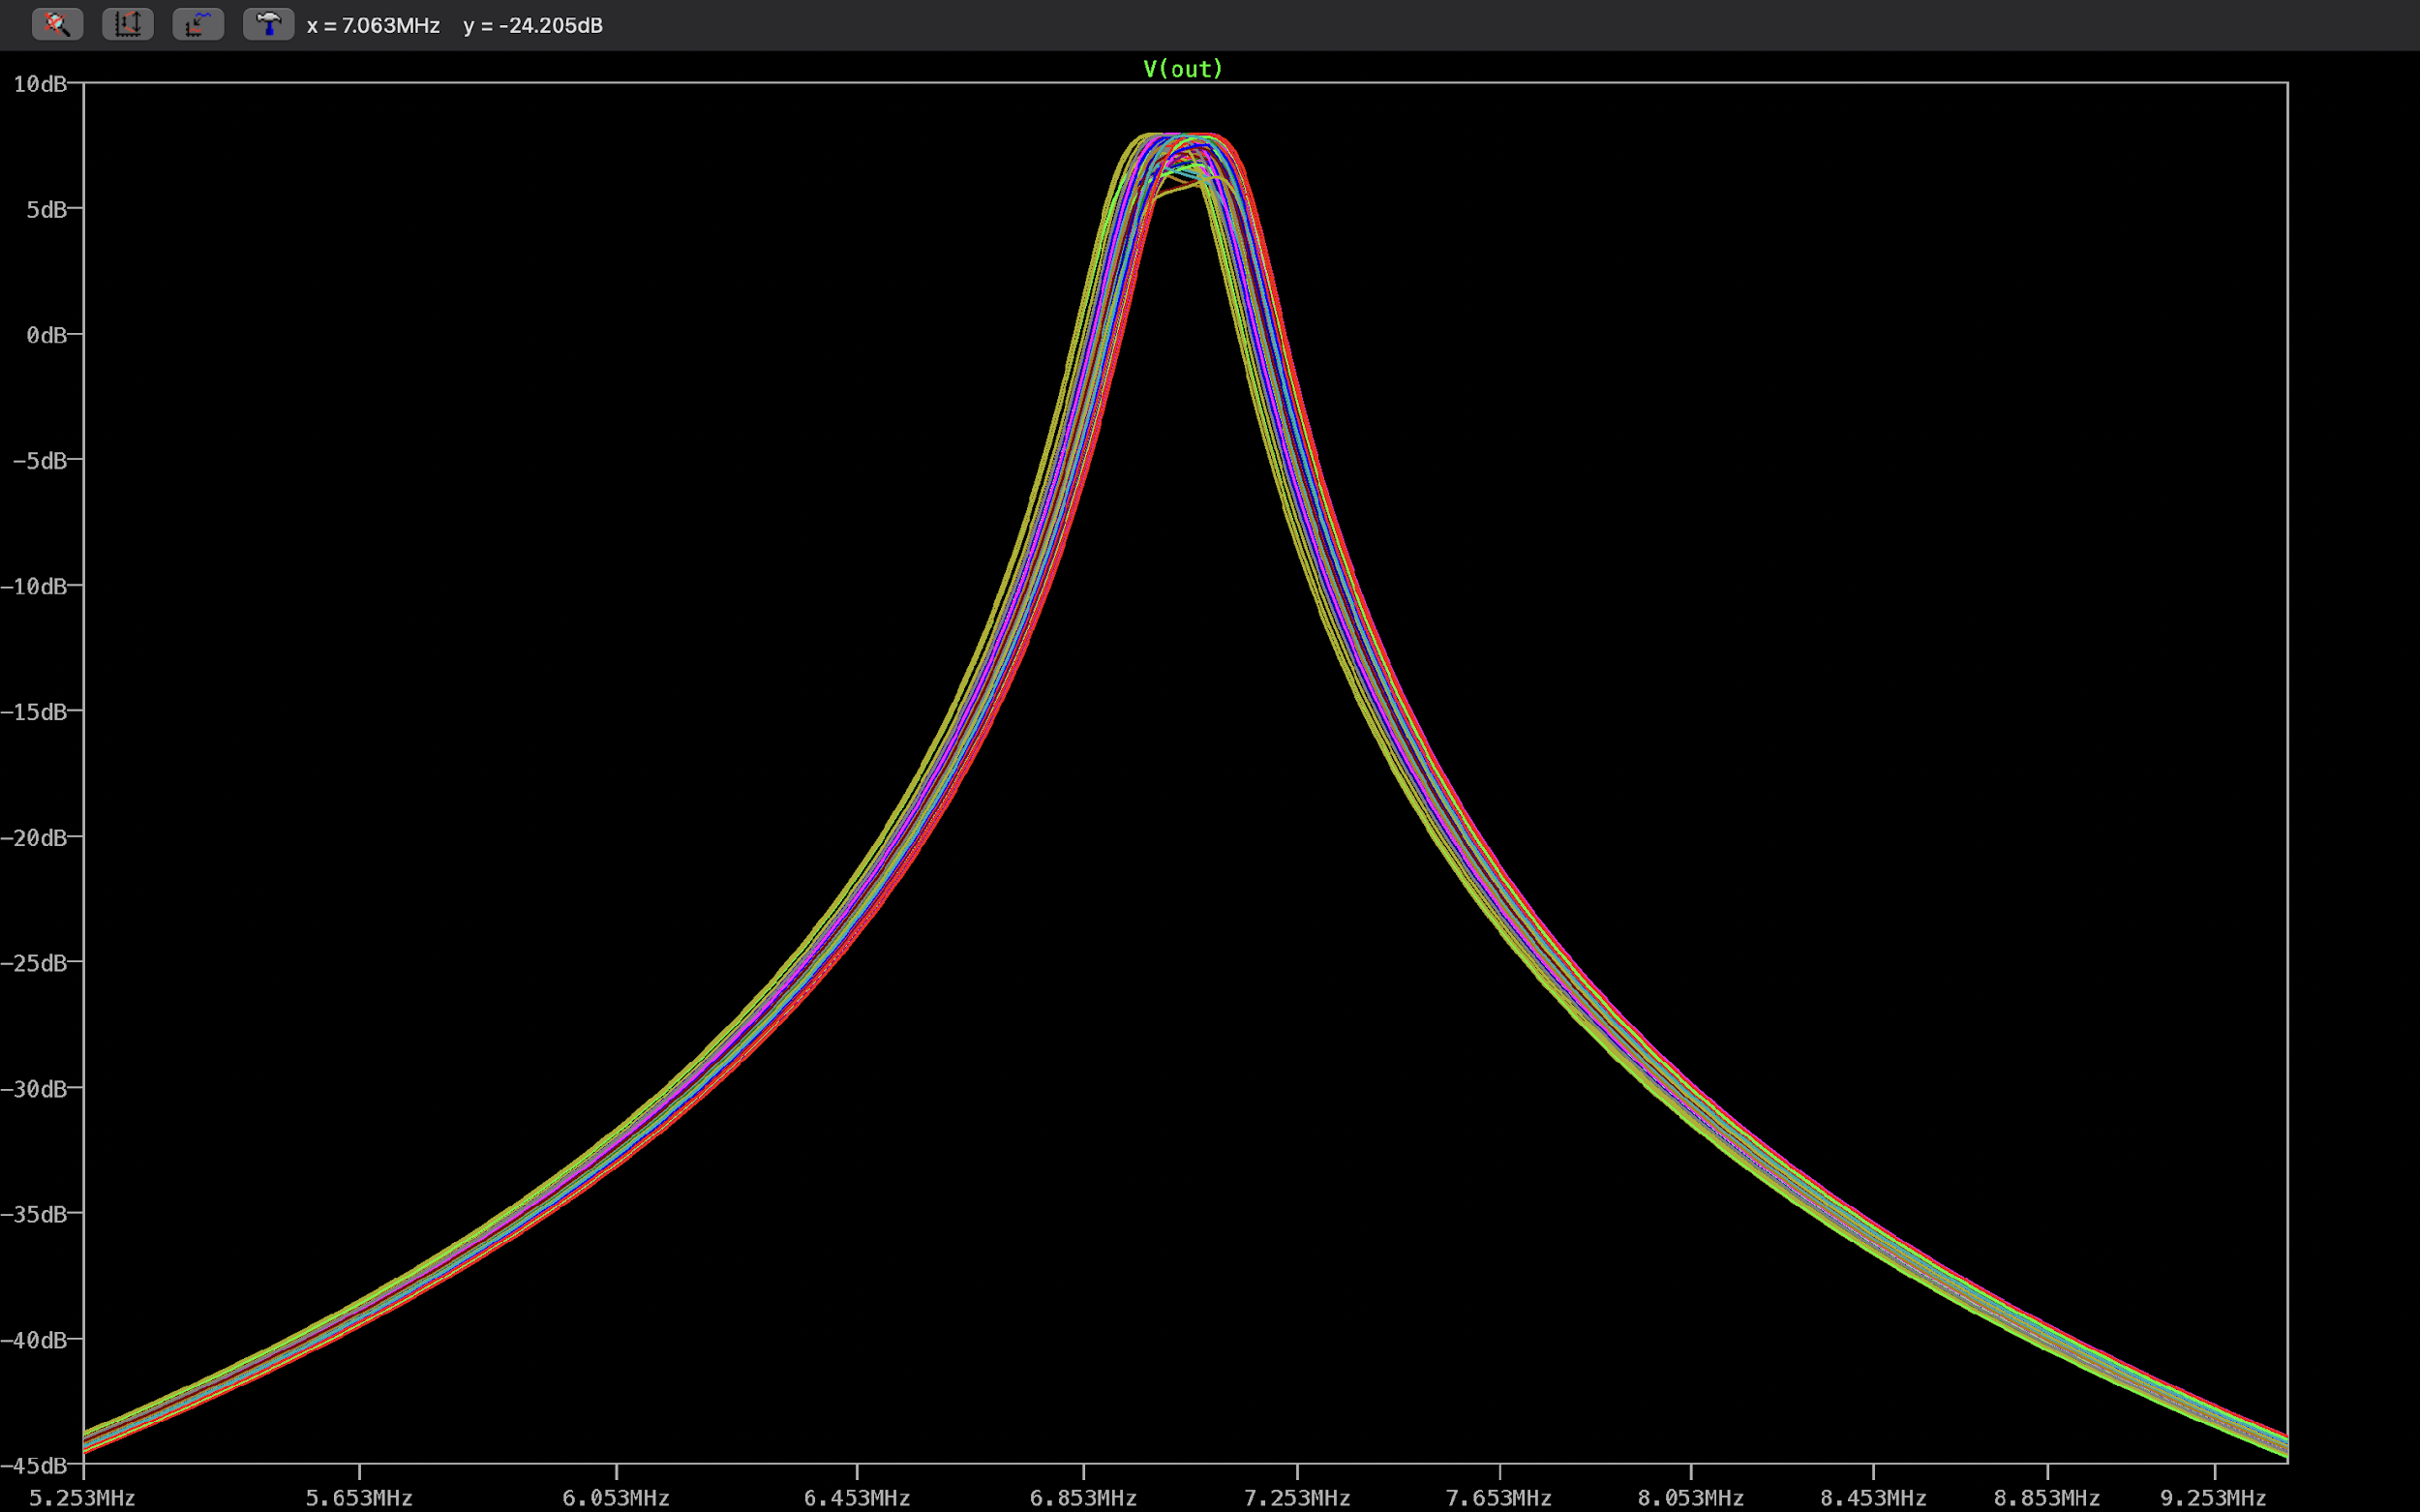 x = 7.063MHz y = -24.205dB
V(out)
10dB
5dB
0dB
-5dB
-10dB
-15dB
-20dB
-25dB
-30dB
-35dB
-40dB
-45dB
5.253MHz 5.653MHz 6.053MHz 6.453MHz 6.853MHz 7.253MHz 7.653MHz 8.053MHz 8.453MHz 8.853MHz 9.253MHz